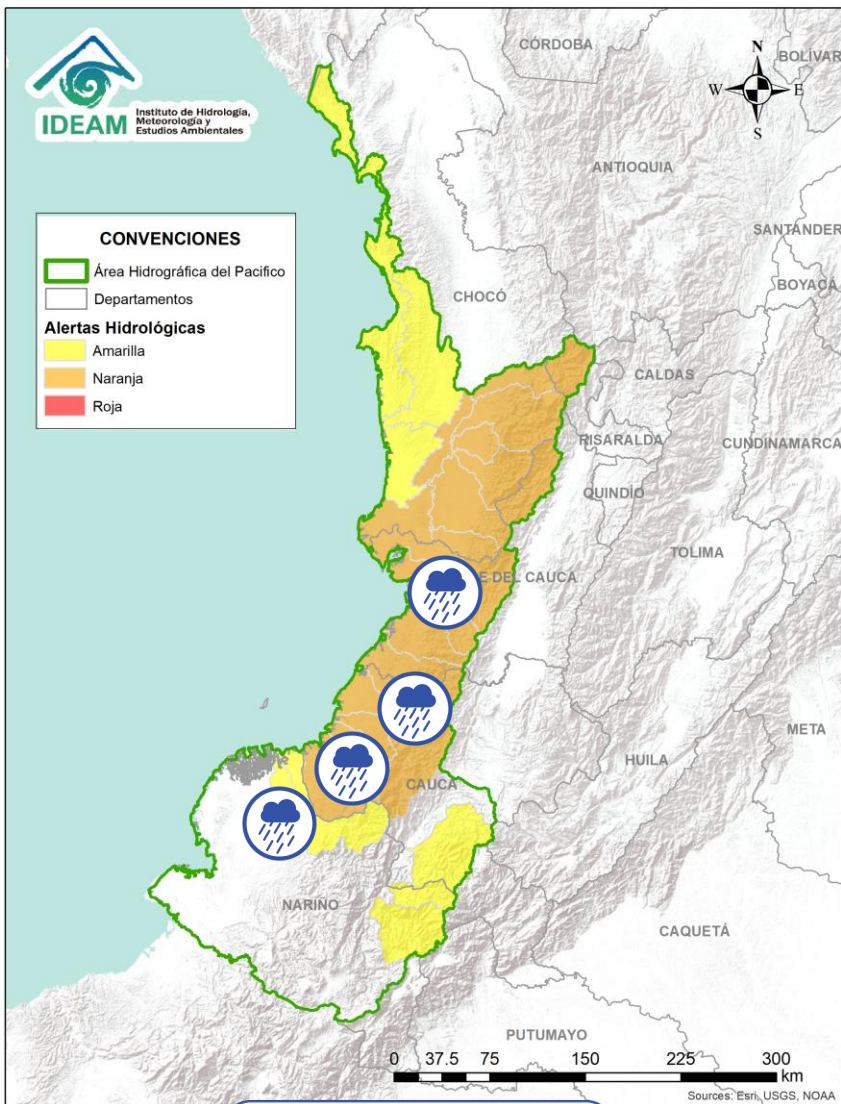 IDEAM
Instituto de Hidrología,
Meteorología y
Estudios Ambientales
CÓRDOBA
BOLÍVAR
N
W
E
S
ANTIOQUIA
SANTANDER
BOYACÁ
CONVENCIONES
Área Hidrográfica del Pacifico
Departamentos
Alertas Hidrológicas
Amarilla
Naranja
Roja
CHOCÓ
CALDAS
RISARALDA
CUNDINAMARCA
QUINDÍO
TOLIMA
E DEL CAUCA
META
HUILA
CAUCA
NARIÑO
CAQUETÁ
PUTUMAYO
0 37.5 75 150 225 300
km
Sources: Esri, USGS, NOAA